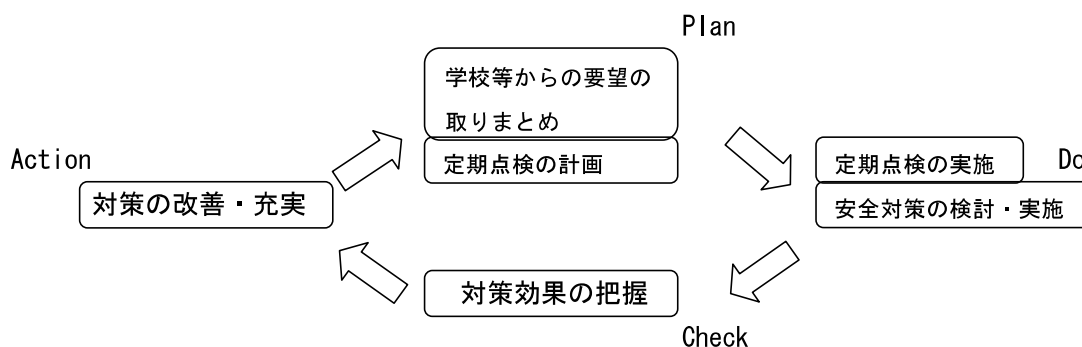 Plan
学校等からの要望の
取りまとめ
定期点検の計画
Action
対策の改善・充実
定期点検の実施
Do
安全対策の検討・実施
対策効果の把握
Check